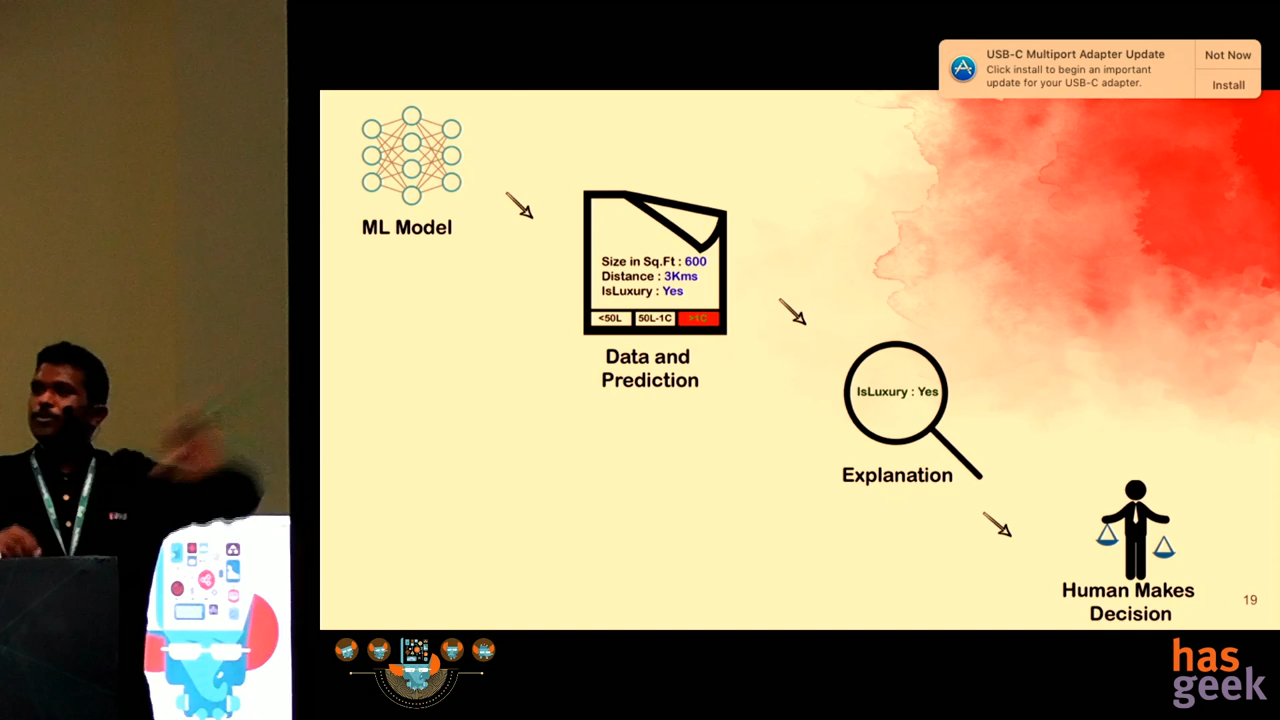 USB-C Multiport Adapter Update
Click install to begin an important
update for your USB-C adapter.
Not Now
Install
ML Model
Size in Sq.Ft : 600
Distance : 3Kms
IsLuxury : Yes
<50L
50L-1C
>1C
Data and
Prediction
IsLuxury : Yes
Explanation
Human Makes
Decision
19
has
geek